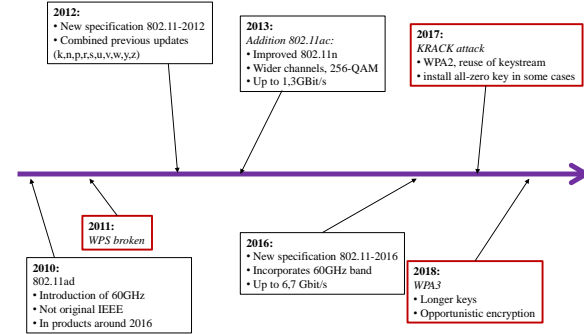 2012:
• New specification 802.11-2012
• Combined previous updates
(k,n,p,r,s,u,v,w,y,z)
2013:
Addition 802.11ac:
• Improved 802.11n
• Wider channels, 256-QAM
• Up to 1,3GBit/s
2017:
KRACK attack
• WPA2, reuse of keystream
• install all-zero key in some cases
2011:
WPS broken
2010:
802.11ad
• Introduction of 60GHz
• Not original IEEE
• In products around 2016
2016:
• New specification 802.11-2016
• Incorporates 60GHz band
• Up to 6,7 Gbit/s
2018:
WPA3
• Longer keys
• Opportunistic encryption